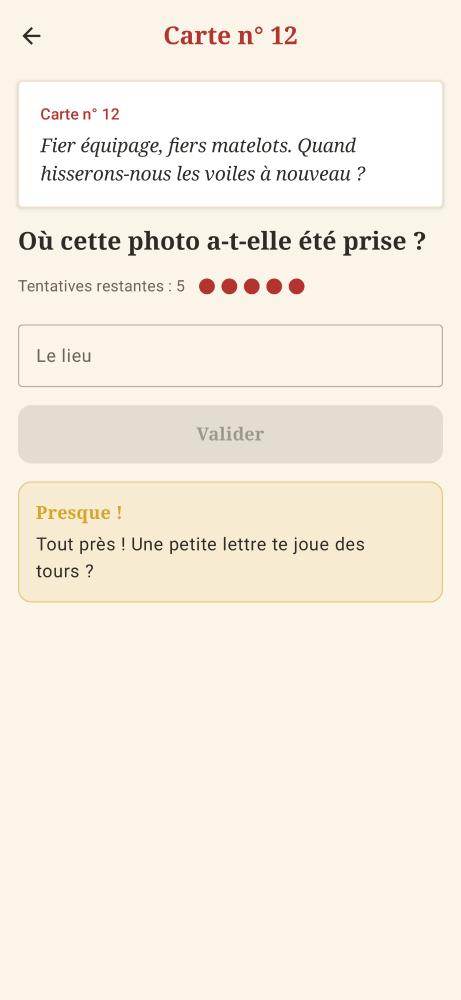 Carte n° 12
Carte n° 12
Fier équipage, fiers matelots. Quand
hisserons-nous les voiles à nouveau ?
Où cette photo a-t-elle été prise ?
Tentatives restantes : 5
Le lieu
Valider
Presque !
Tout près ! Une petite lettre te joue des
tours ?